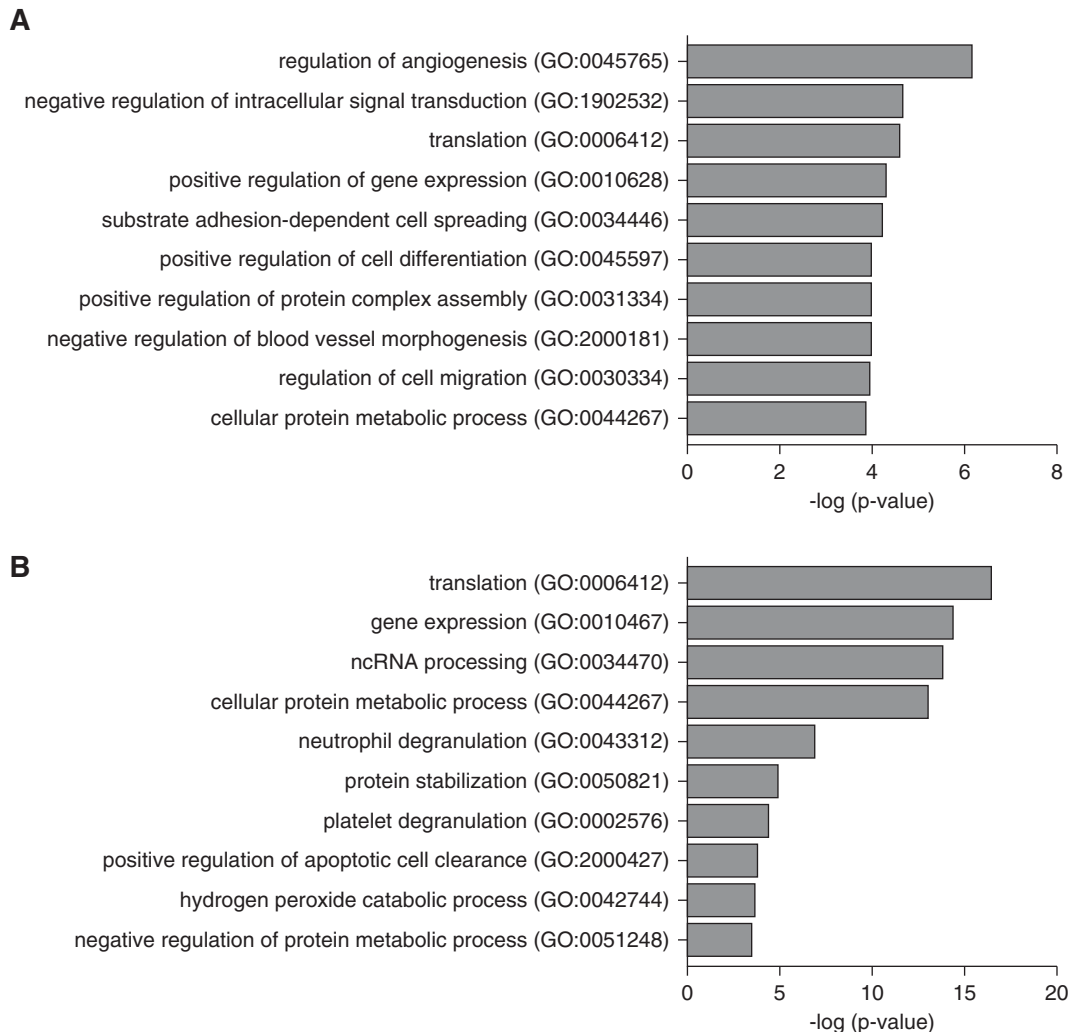 A
regulation of angiogenesis (GO:0045765)
negative regulation of intracellular signal transduction (GO:1902532)
translation (GO:0006412)
positive regulation of gene expression (GO:0010628)
substrate adhesion-dependent cell spreading (GO:0034446)
positive regulation of cell differentiation (GO:0045597)
positive regulation of protein complex assembly (GO:0031334)
negative regulation of blood vessel morphogenesis (GO:2000181)
regulation of cell migration (GO:0030334)
cellular protein metabolic process (GO:0044267)
0 2 4 6 8
-log (p-value)
B
translation (GO:0006412)
gene expression (GO:0010467)
ncRNA processing (GO:0034470)
cellular protein metabolic process (GO:0044267)
neutrophil degranulation (GO:0043312)
protein stabilization (GO:0050821)
platelet degranulation (GO:0002576)
positive regulation of apoptotic cell clearance (GO:2000427)
hydrogen peroxide catabolic process (GO:0042744)
negative regulation of protein metabolic process (GO:0051248)
0 5 10 15 20
-log (p-value)